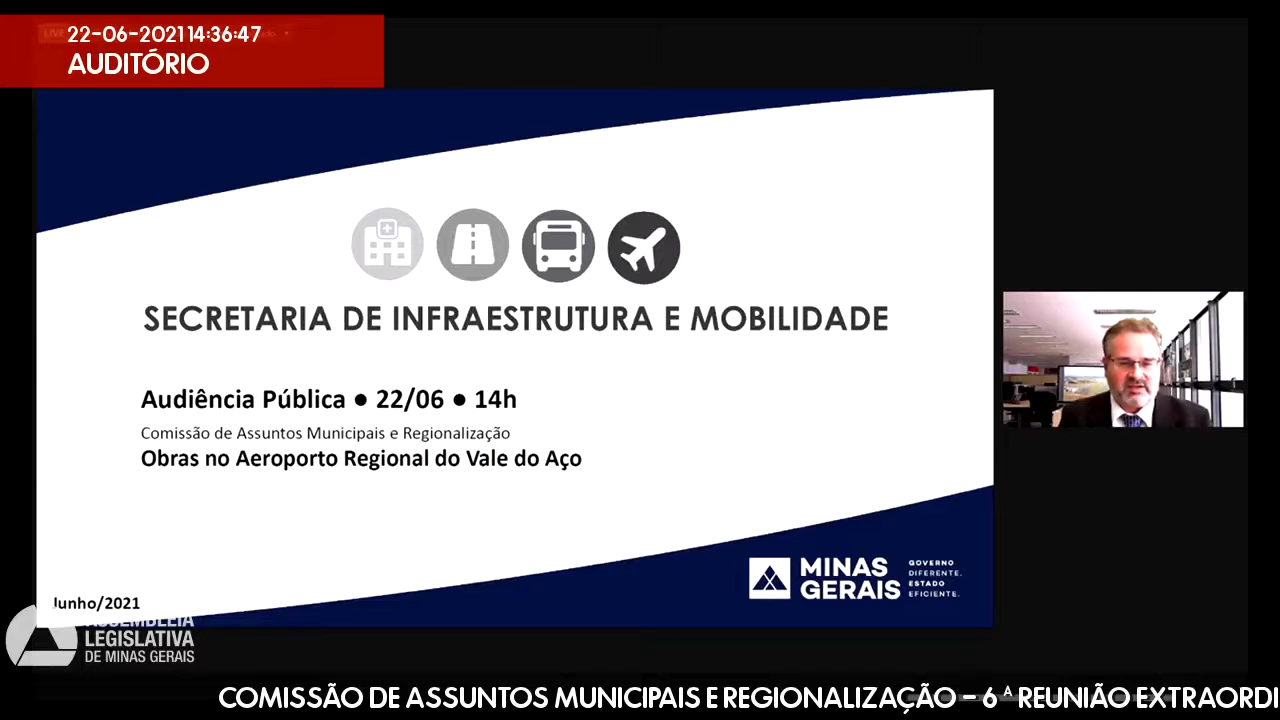 22-06-2021 14:36:47
AUDITÓRIO
SECRETARIA DE INFRAESTRUTURA E MOBILIDADE
Audiência Pública ● 22/06 ● 14h
Comissão de Assuntos Municipais e Regionalização
Obras no Aeroporto Regional do Vale do Aço
MINAS
GERAIS
GOVERNO
DIFERENTE.
ESTADO
EFICIENTE.
Junho/2021
ASSEMBLEIA
LEGISLATIVA
DE MINAS GERAIS
COMISSÃO DE ASSUNTOS MUNICIPAIS E REGIONALIZAÇÃO – 6 ª REUNIÃO EXTRAORDI